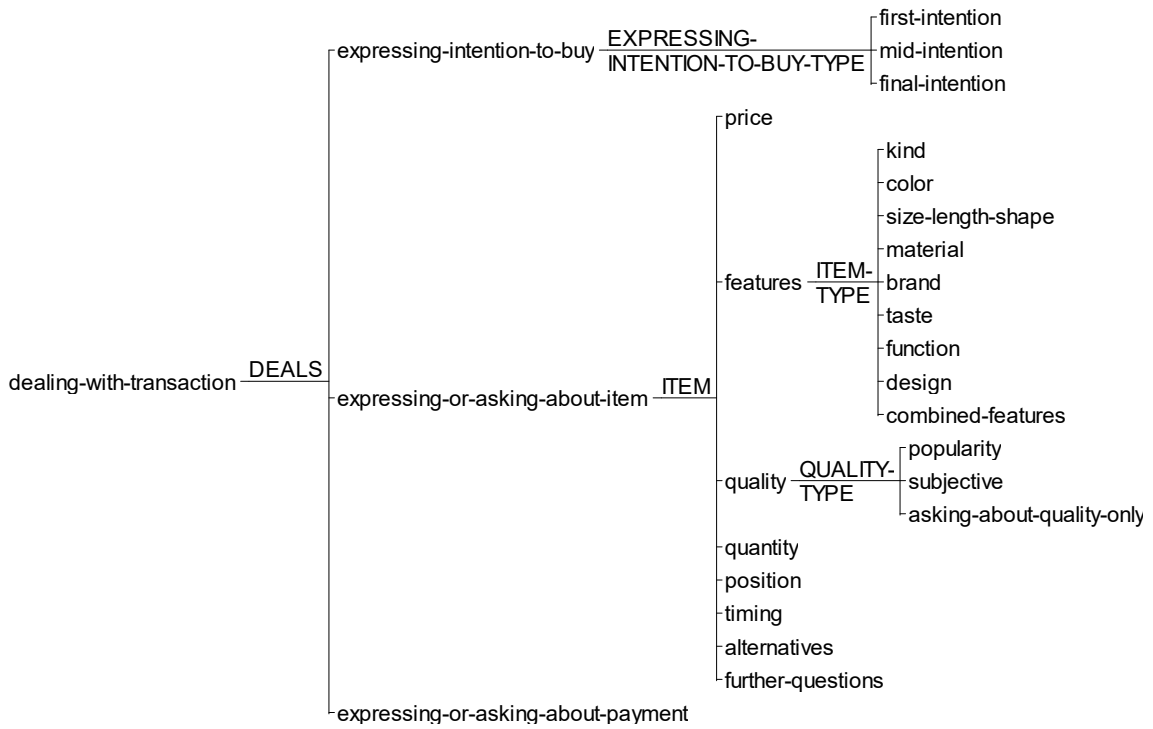 first-intention
expressing-intention-to-buy EXPRESSING-
INTENTION-TO-BUY-TYPE
mid-intention
final-intention
price
kind
color
size-length-shape
material
features ITEM-
TYPE
brand
taste
function
dealing-with-transaction DEALS
design
expressing-or-asking-about-item ITEM
combined-features
popularity
quality QUALITY-
TYPE
subjective
asking-about-quality-only
quantity
position
timing
alternatives
further-questions
expressing-or-asking-about-payment